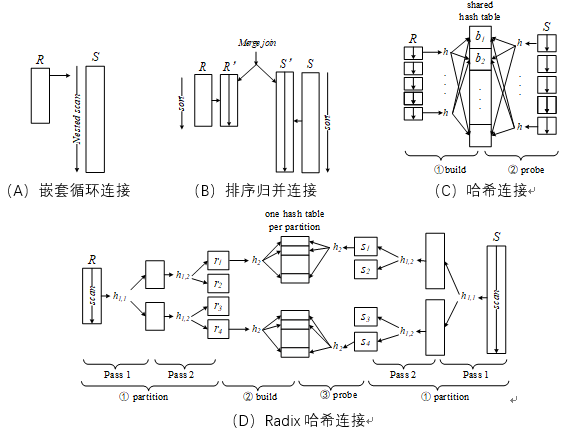 R S
Nested scan
(A) 嵌套循环连接
Merge join
R R' S' S
sort sort
(B) 排序归并连接
shared
hash table
R S
b1
b2
h h
h h
①build ② probe
(C) 哈希连接
one hash table
per partition
R S
scan scan
h1,1 h1,1
h1,2 h1,2
h1,2 h1,2
r1
r2
r3
r4
h2 h2
h2 h2
s1
s2
s3
s4
Pass 1 Pass 2 Pass 2 Pass 1
① partition ② build ③ probe ① partition
(D) Radix 哈希连接